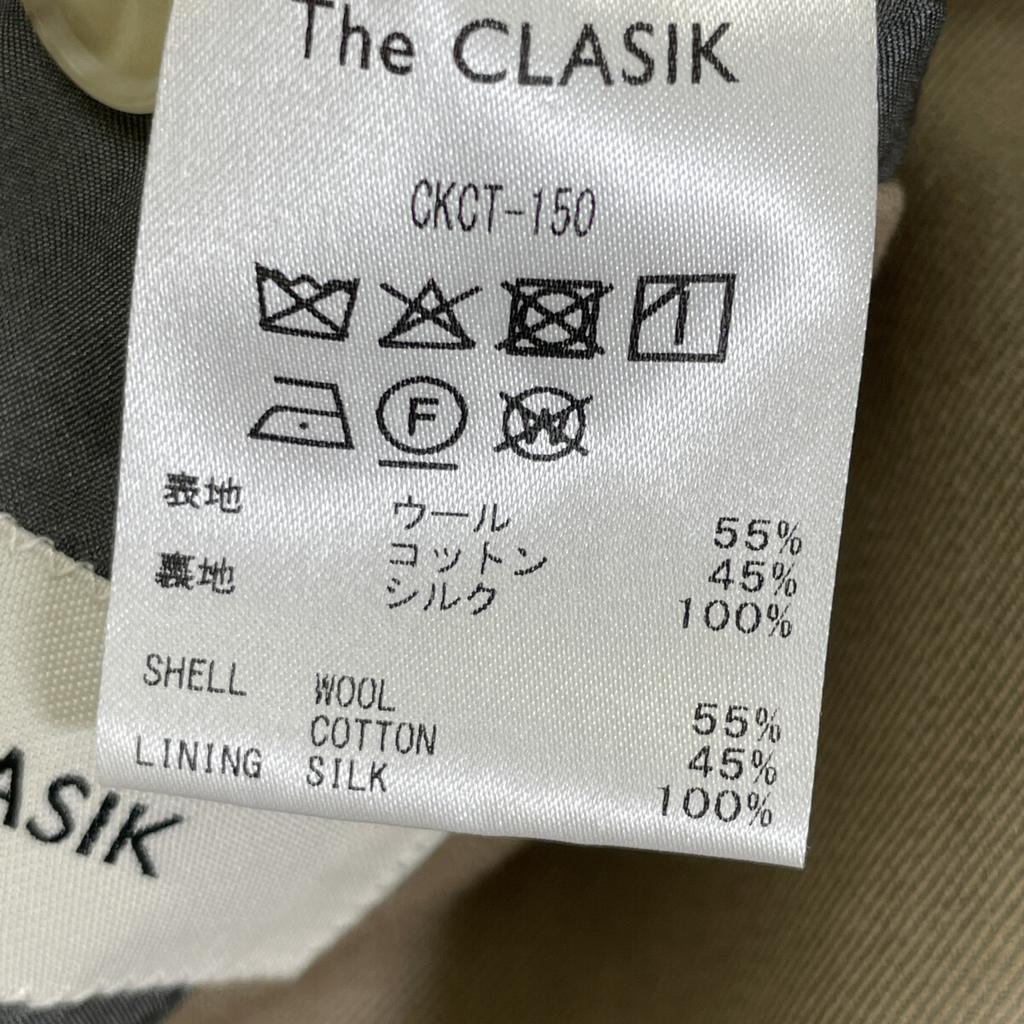 The CLASIK
CKCT-150
F W
表地 ウール 55%
コットン 45%
裏地 シルク 100%
SHELL WOOL 55%
COTTON 45%
LINING SILK 100%
ASIK